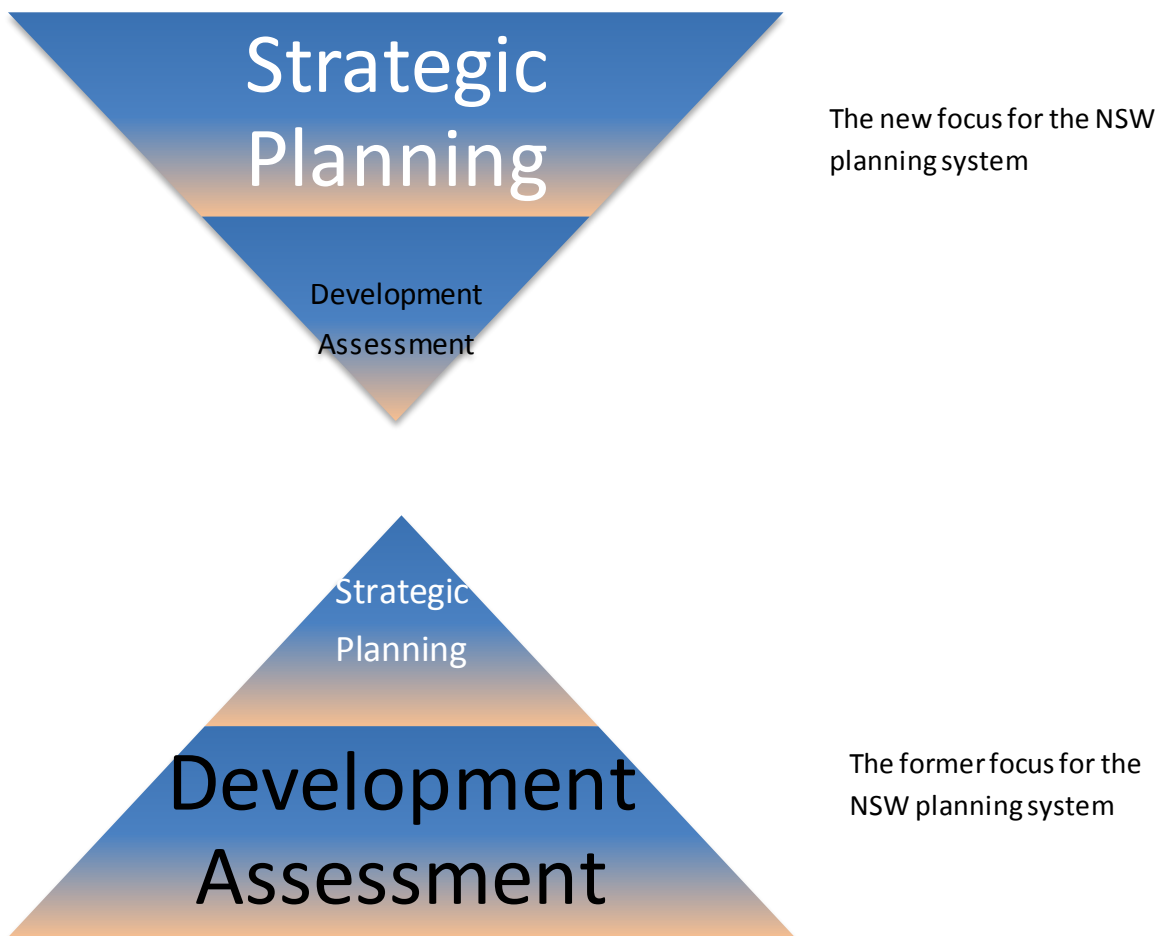 Strategic
Planning
The new focus for the NSW
planning system
Development
Assessment
Strategic
Planning
Development
Assessment
The former focus for the
NSW planning system